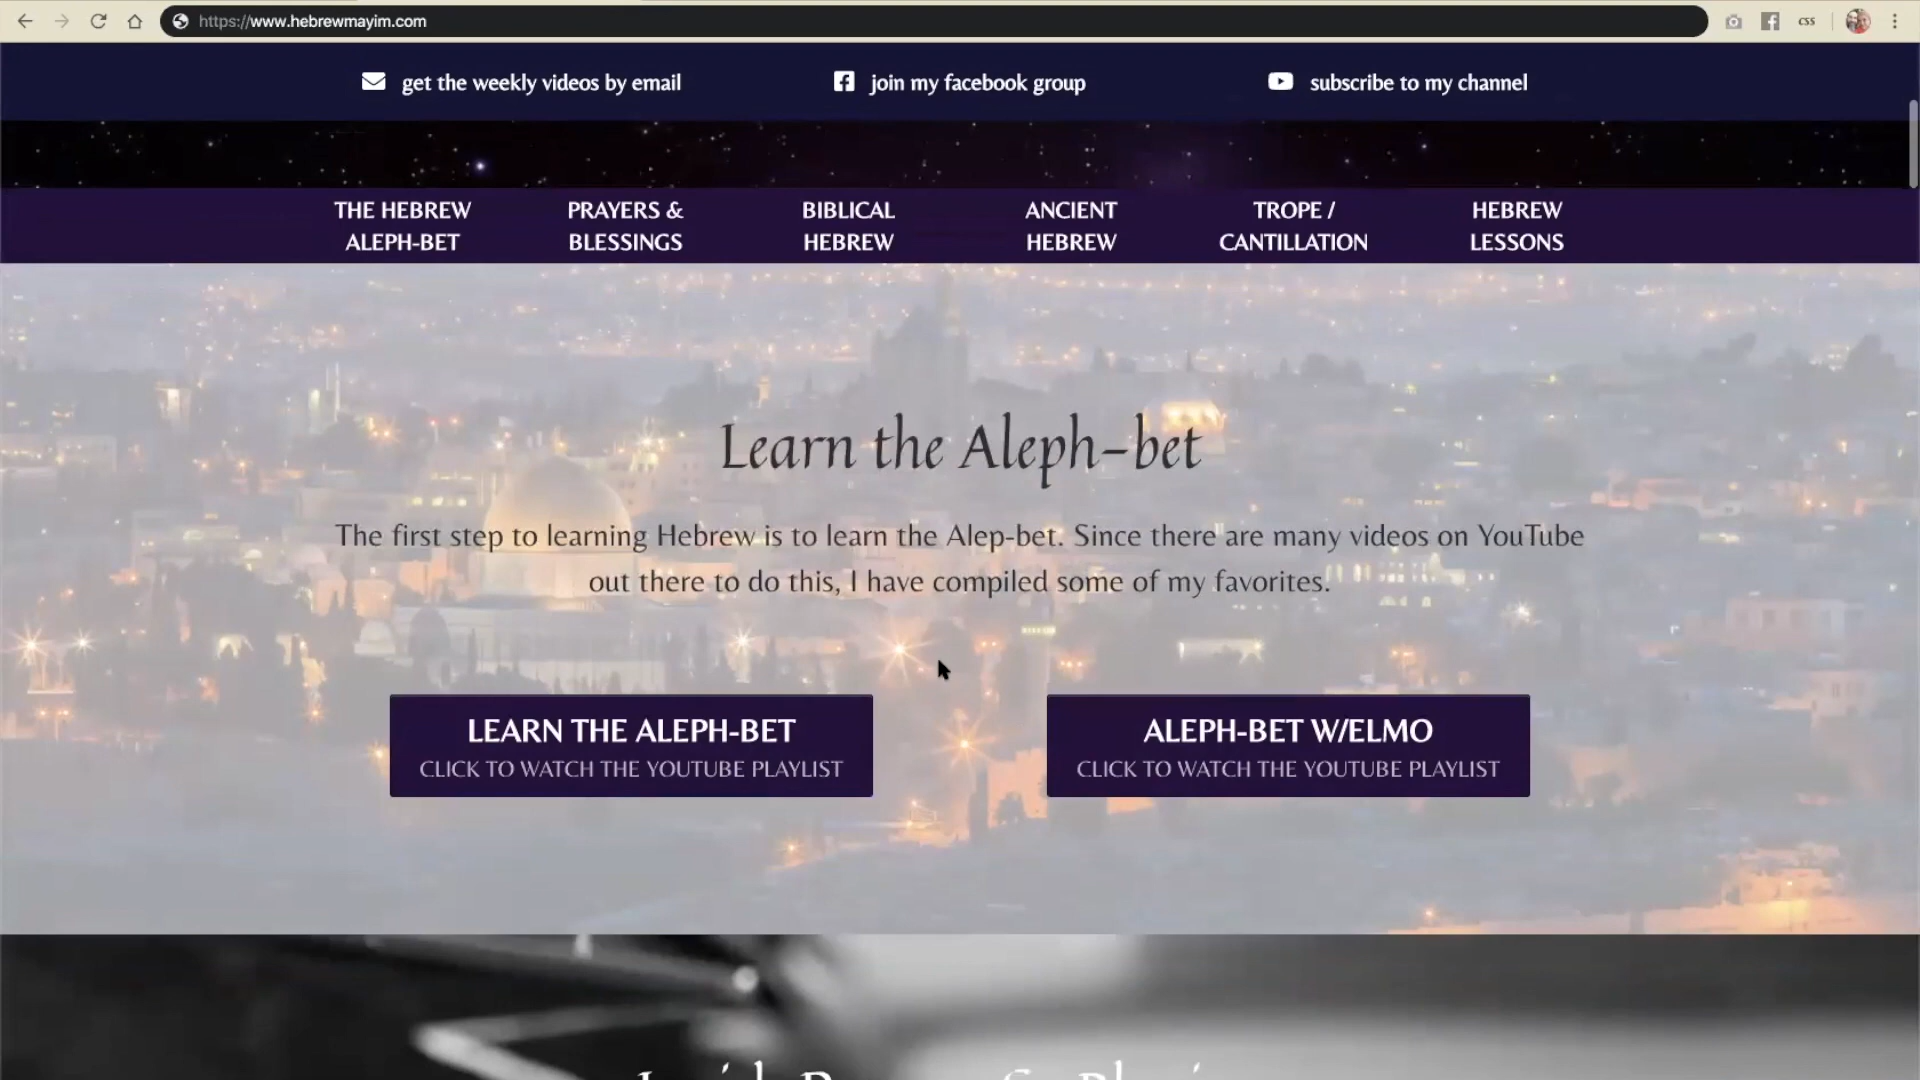 https://www.hebrewmayim.com
CSS
get the weekly videos by email
join my facebook group
subscribe to my channel
THE HEBREW
ALEPH-BET
PRAYERS &
BLESSINGS
BIBLICAL
HEBREW
ANCIENT
HEBREW
TROPE /
CANTILLATION
HEBREW
LESSONS
Learn the Aleph-bet
The first step to learning Hebrew is to learn the Alep-bet. Since there are many videos on YouTube
out there to do this, I have compiled some of my favorites.
LEARN THE ALEPH-BET
CLICK TO WATCH THE YOUTUBE PLAYLIST
ALEPH-BET W/ELMO
CLICK TO WATCH THE YOUTUBE PLAYLIST